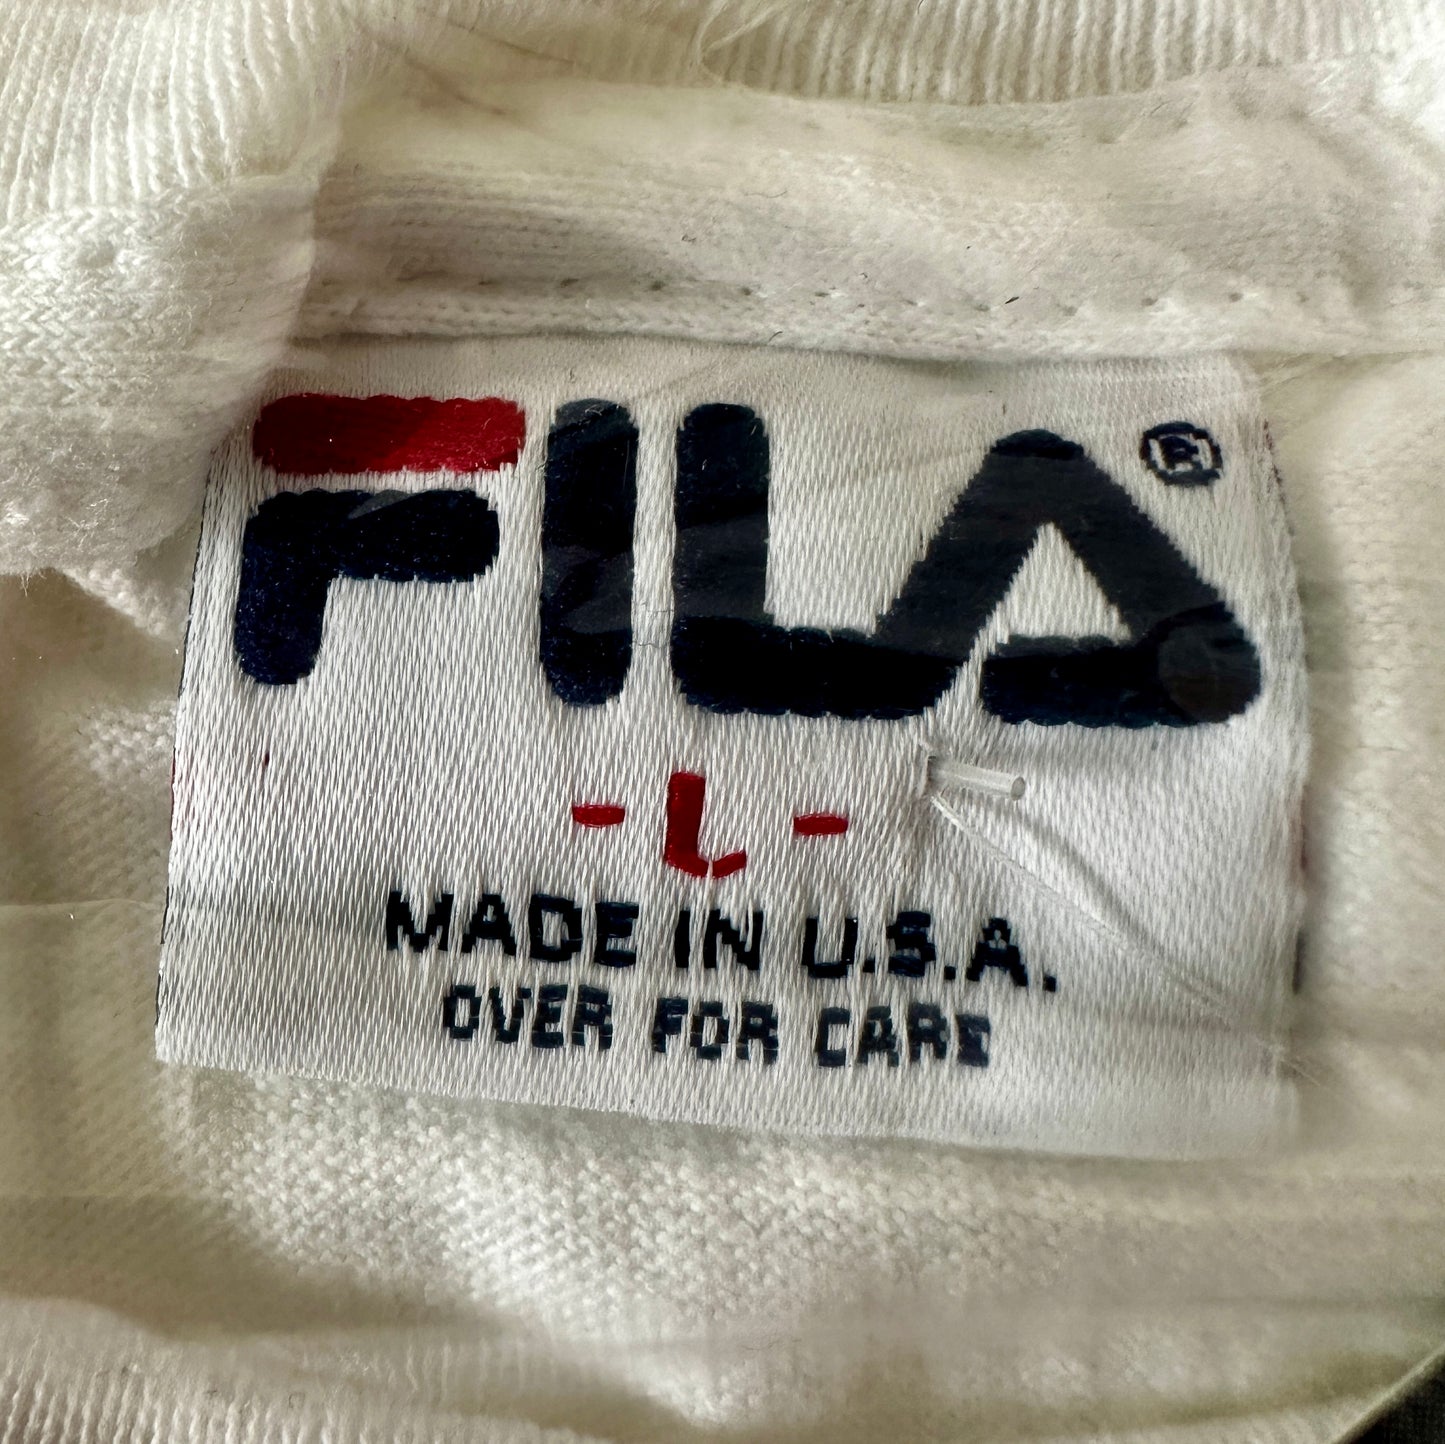 FILA®
- L -
MADE IN U.S.A.
OVER FOR CARE